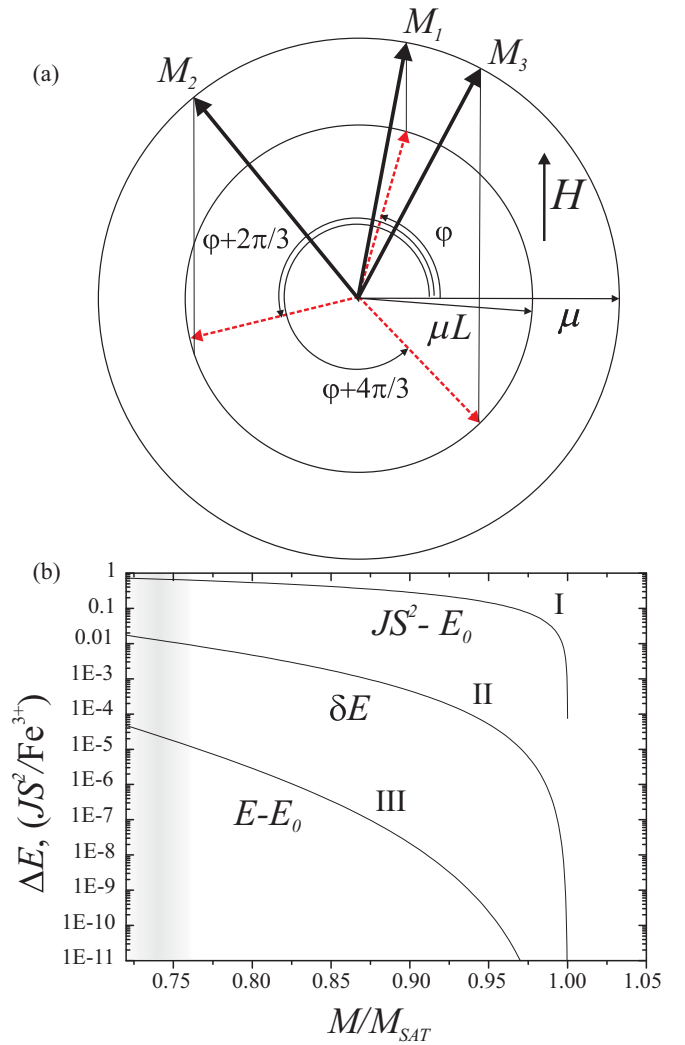 (a)
M₁
M₂
M₃
H
φ+2π/3
φ
μL
μ
φ+4π/3
(b)
1
0.1
0.01
1E-3
1E-4
1E-5
1E-6
1E-7
1E-8
1E-9
1E-10
1E-11
I
JS²- E₀
II
δE
III
E-E₀
ΔE, (JS²/Fe³⁺)
0.75 0.80 0.85 0.90 0.95 1.00 1.05
M/M_SAT